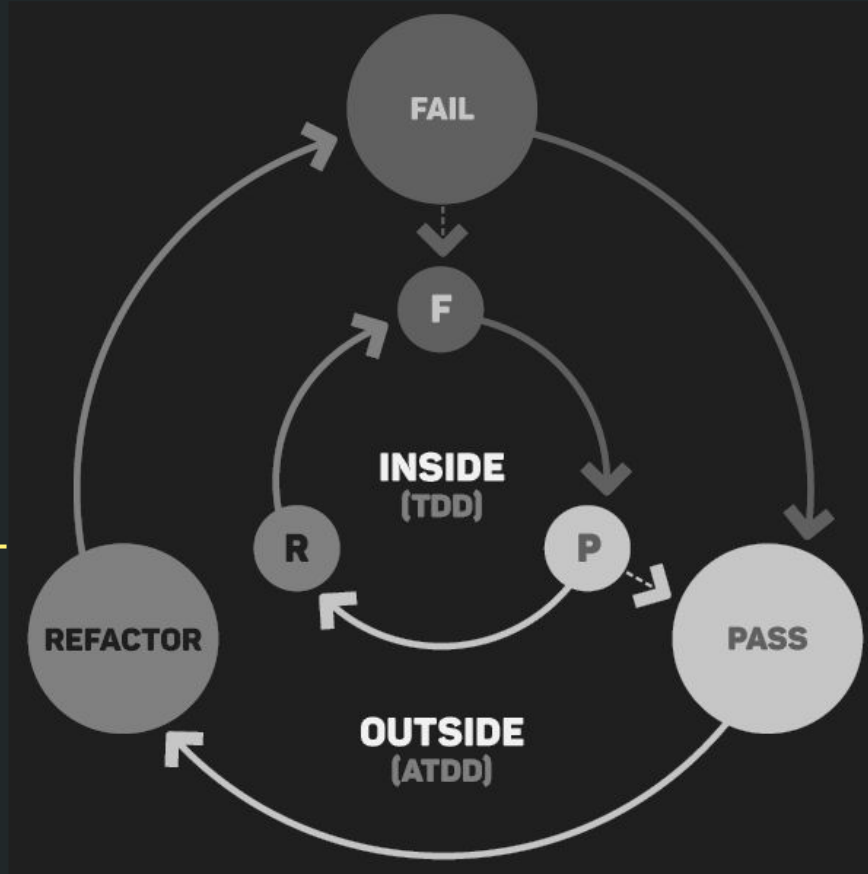 FAIL
F
INSIDE
(TDD)
R
P
REFACTOR
PASS
OUTSIDE
(ATDD)